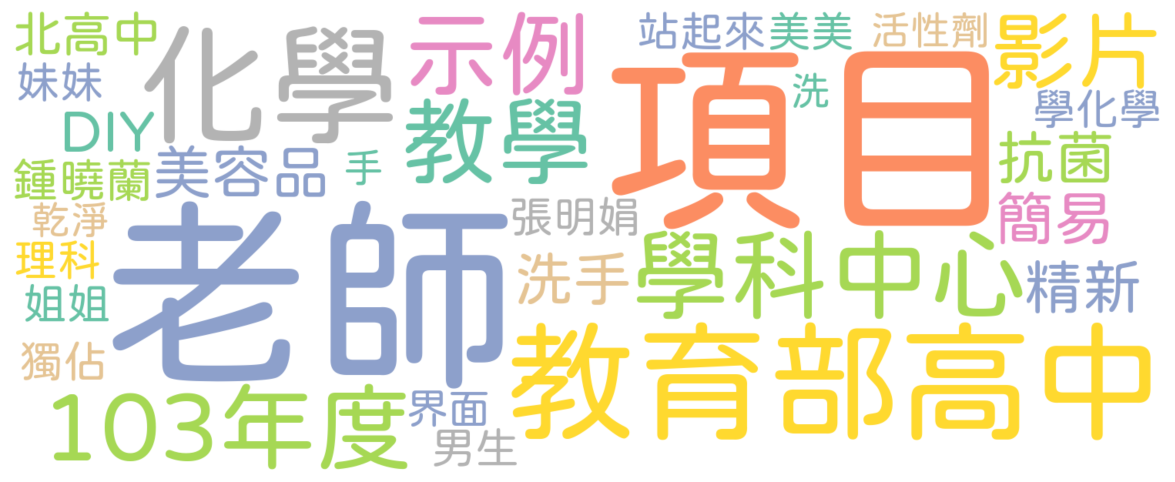 北高中
化學
示例
站起來
美美
活性劑
影片
妹妹
項目
洗
學化學
DIY
教學
抗菌
鍾曉蘭
美容品
手
簡易
乾淨
老師
張明娟
理科
洗手
學科中心
精新
姐姐
獨佔
教育部高中
103年度
界面
男生